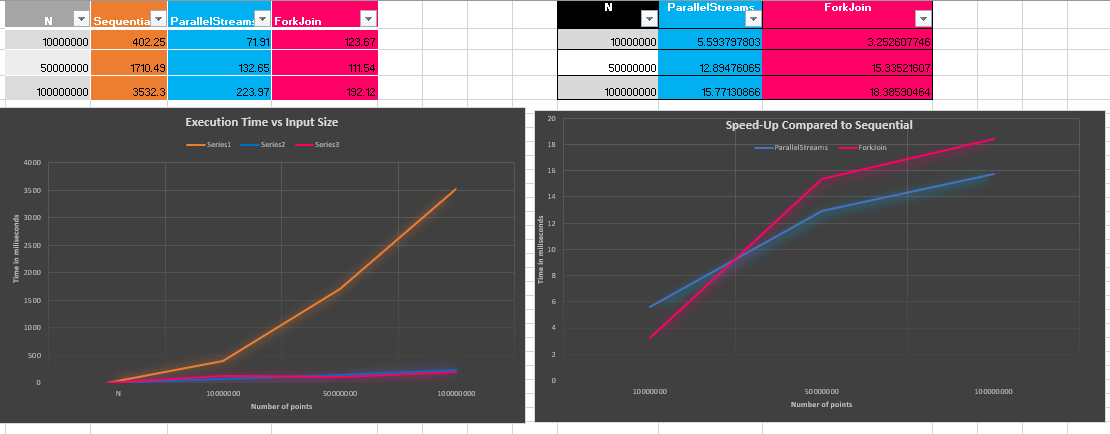 N Sequential ParallelStreams ForkJoin
10000000 402.25 71.91 123.67
50000000 1710.49 132.65 111.54
100000000 3532.3 223.97 192.12
N ParallelStreams ForkJoin
10000000 5.593797803 3.252607746
50000000 12.89476065 15.33521607
100000000 15.77130866 18.38590464
Execution Time vs Input Size
Series1 Series2 Series3
Time in miliseconds
4000
3500
3000
2500
2000
1500
1000
500
0
N 10000000 50000000 100000000
Number of points
Speed-Up Compared to Sequential
ParallelStreams ForkJoin
Time in miliseconds
20
18
16
14
12
10
8
6
4
2
0
10000000 50000000 100000000
Number of points